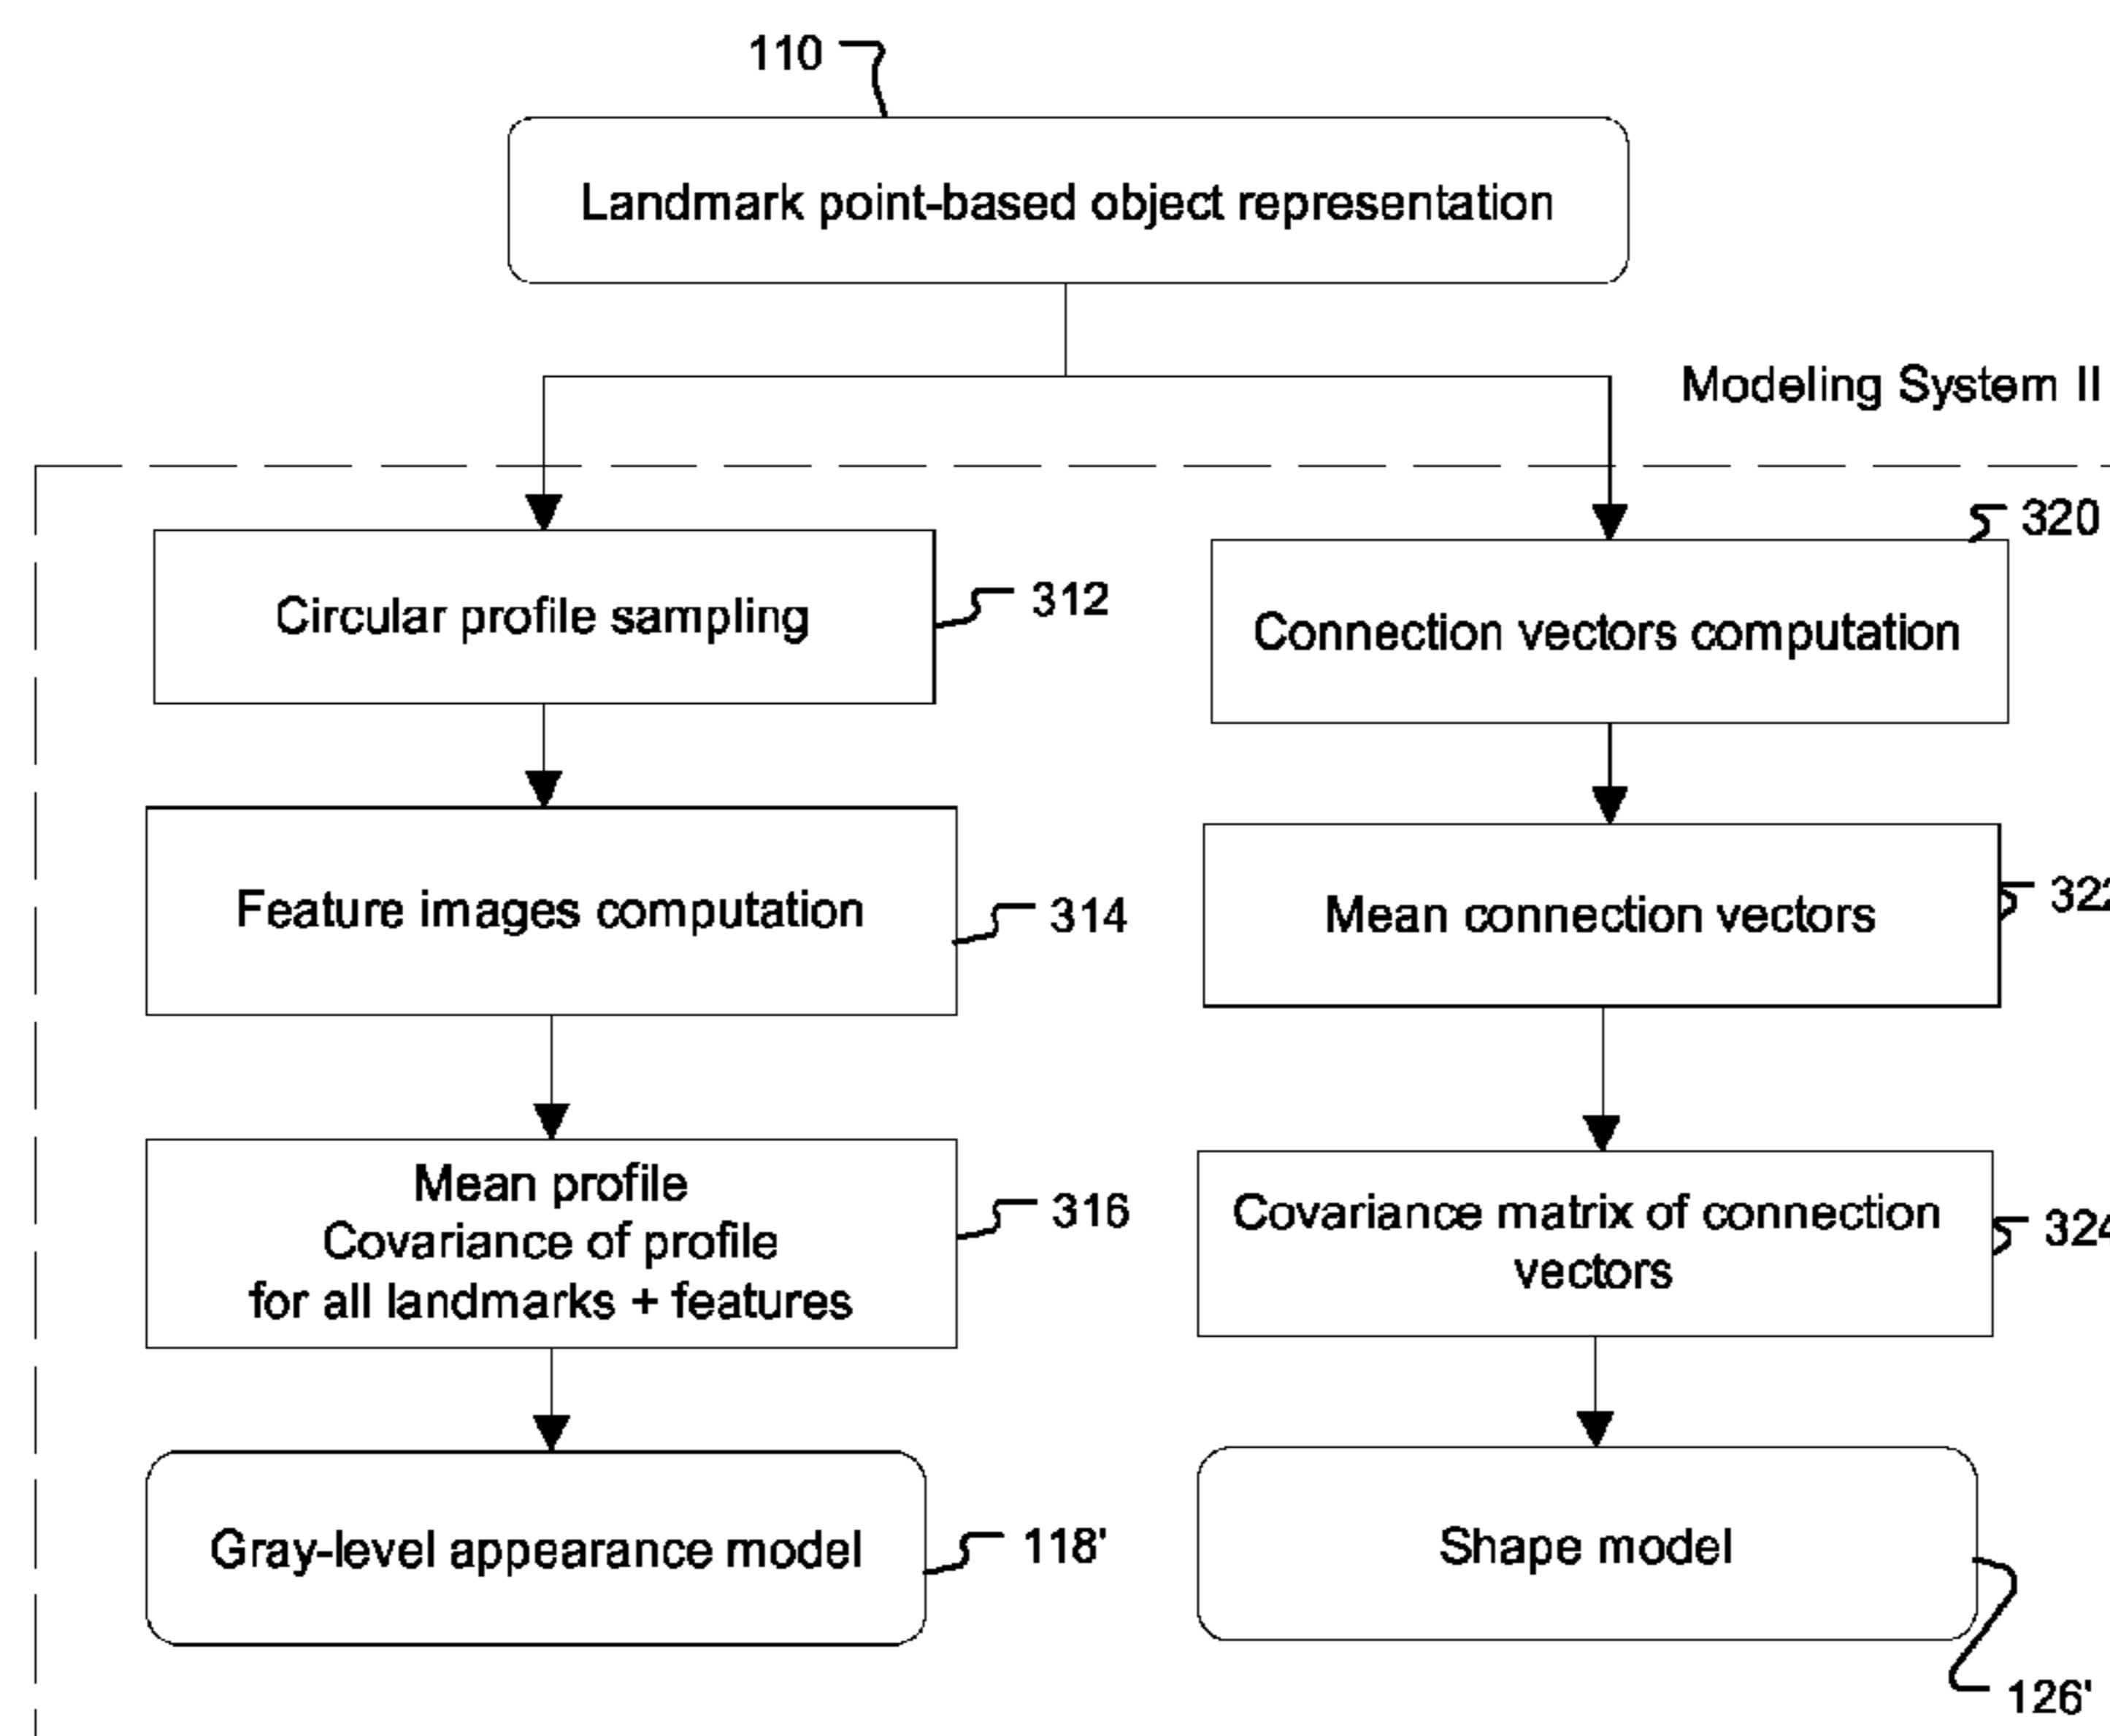 110
Landmark point-based object representation
Modeling System II
Circular profile sampling
312
Feature images computation
314
Mean profile
Covariance of profile
for all landmarks + features
316
Gray-level appearance model
118'
320
Connection vectors computation
Mean connection vectors
322
Covariance matrix of connection
vectors
324
Shape model
126'